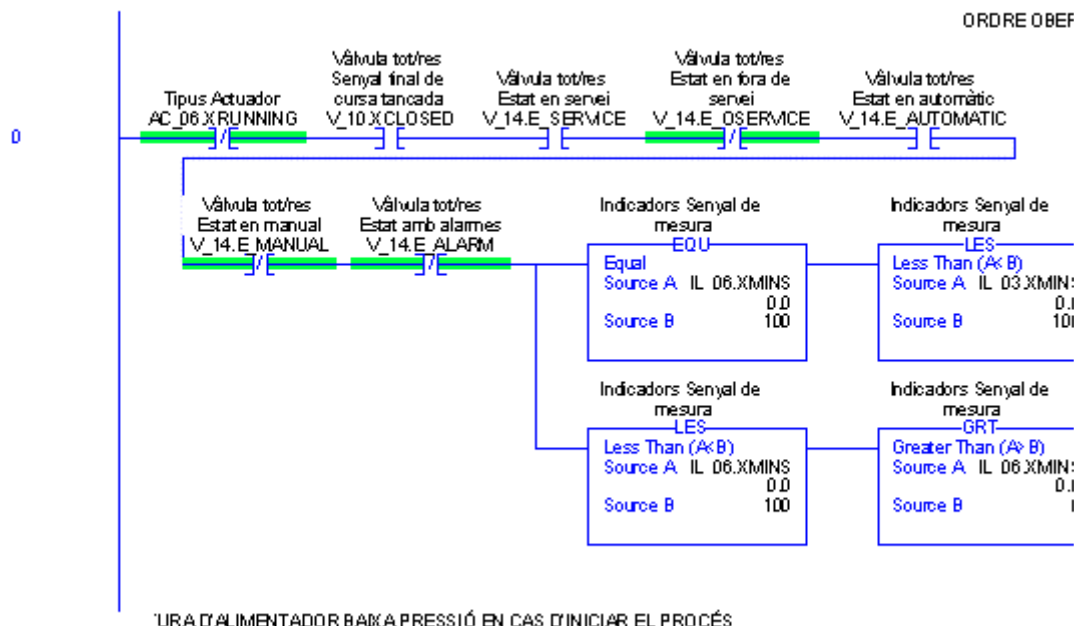 ORDRE OBER
Tipus Actuador
AC_06.XRUNNING
Vàlvula tot/res
Senyal final de
cursa tancada
V_10.XCLOSED
Vàlvula tot/res
Estat en servei
V_14.E_SERVICE
Vàlvula tot/res
Estat en fora de
servei
V_14.E_OSERVICE
Vàlvula tot/res
Estat en automàtic
V_14.E_AUTOMATIC
0
Vàlvula tot/res
Estat en manual
V_14.E_MANUAL
Vàlvula tot/res
Estat amb alarmes
V_14.E_ALARM
Indicadors Senyal de
mesura
EQU
Equal
Source A IL_06.XMINS
0.0
Source B 100
Indicadors Senyal de
mesura
LES
Less Than (A<B)
Source A IL_03.XMINS
0.
Source B 10
Indicadors Senyal de
mesura
LES
Less Than (A<B)
Source A IL_06.XMINS
0.0
Source B 100
Indicadors Senyal de
mesura
GRT
Greater Than (A>B)
Source A IL_06.XMINS
0.
Source B
URA D'ALIMENTADOR BAIXA PRESSIÓ EN CAS D'INICIAR EL PROCÉS